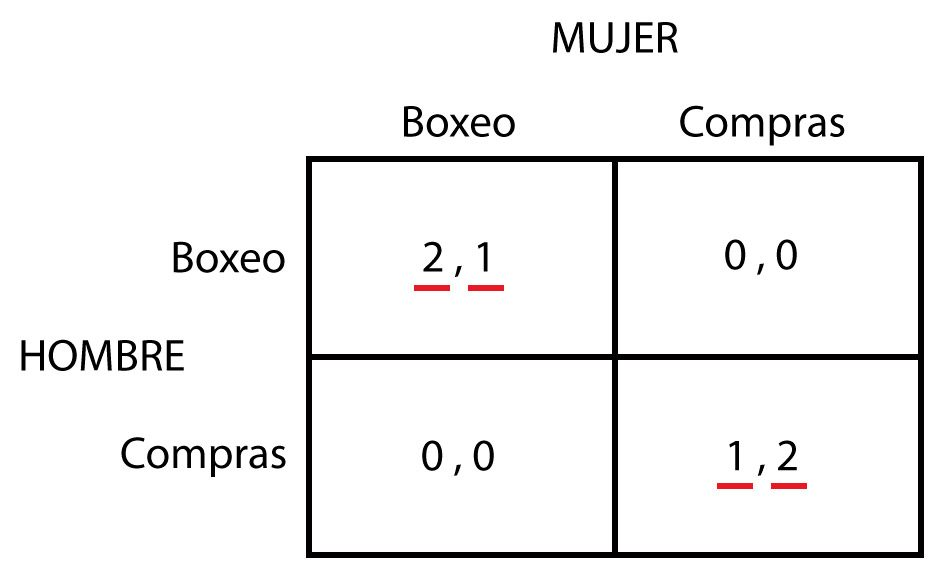 MUJER
Boxeo Compras
Boxeo 2 , 1 0 , 0
HOMBRE
Compras 0 , 0 1 , 2